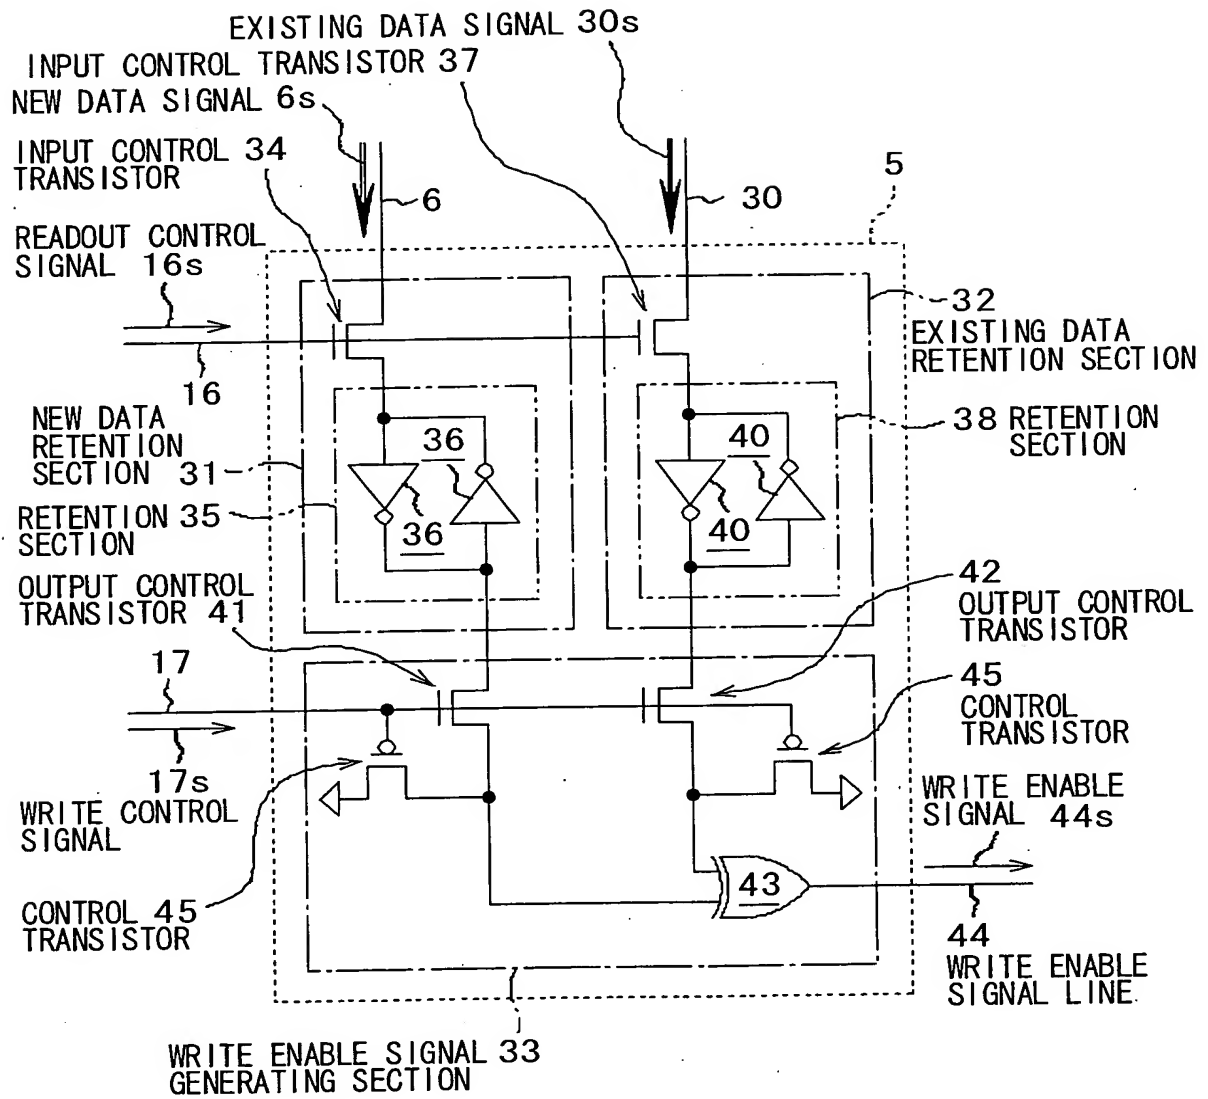 EXISTING DATA SIGNAL 30s
INPUT CONTROL TRANSISTOR 37
NEW DATA SIGNAL 6s
INPUT CONTROL 34
TRANSISTOR
5
6
30
READOUT CONTROL
SIGNAL 16s
32
EXISTING DATA
RETENTION SECTION
16
NEW DATA
RETENTION
SECTION 31
38 RETENTION
SECTION
36
40
36
40
RETENTION 35
SECTION
OUTPUT CONTROL
TRANSISTOR 41
42
OUTPUT CONTROL
TRANSISTOR
17
45
CONTROL
TRANSISTOR
17s
WRITE CONTROL
SIGNAL
WRITE ENABLE
SIGNAL 44s
43
CONTROL 45
TRANSISTOR
44
WRITE ENABLE
SIGNAL LINE
WRITE ENABLE SIGNAL 33
GENERATING SECTION